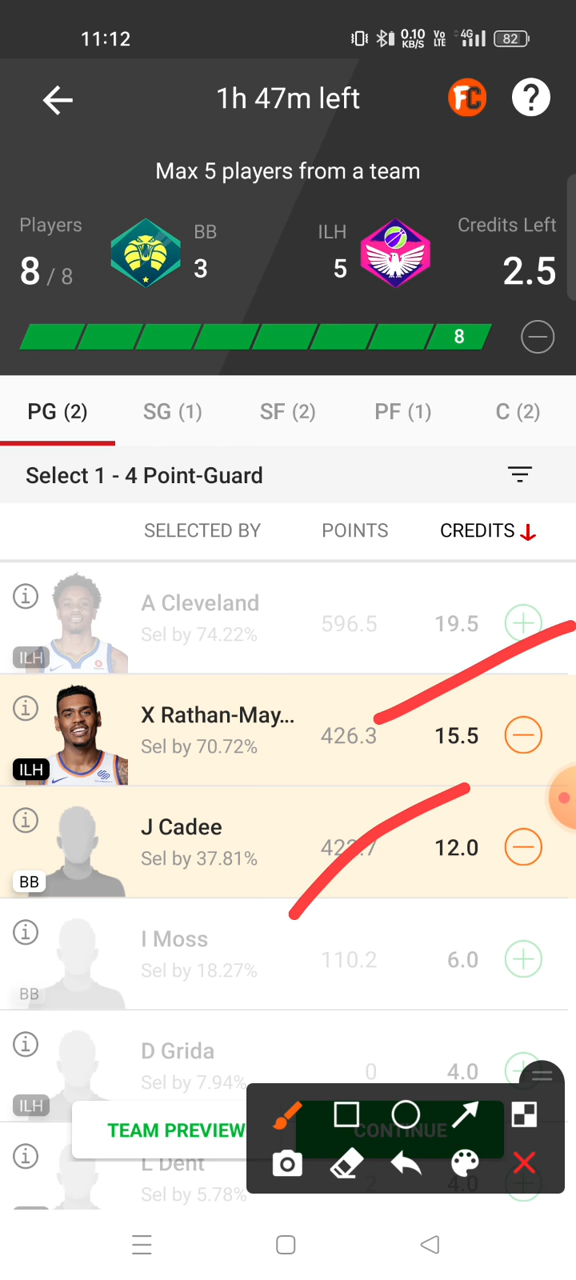 11:12
0.10 KB/S Vo LTE 4G 82
1h 47m left
FC ?
Max 5 players from a team
Players BB ILH Credits Left
8 / 8 3 5 2.5
8
PG (2) SG (1) SF (2) PF (1) C (2)
Select 1 - 4 Point-Guard
SELECTED BY POINTS CREDITS
A Cleveland
Sel by 74.22% 596.5 19.5
ILH
X Rathan-May...
Sel by 70.72% 426.3 15.5
ILH
J Cadee
Sel by 37.81% 422.7 12.0
BB
I Moss
Sel by 18.27% 110.2 6.0
BB
D Grida
Sel by 7.94% 0 4.0
ILH
TEAM PREVIEW CONTINUE
L Dent
Sel by 5.78% 2 4.0